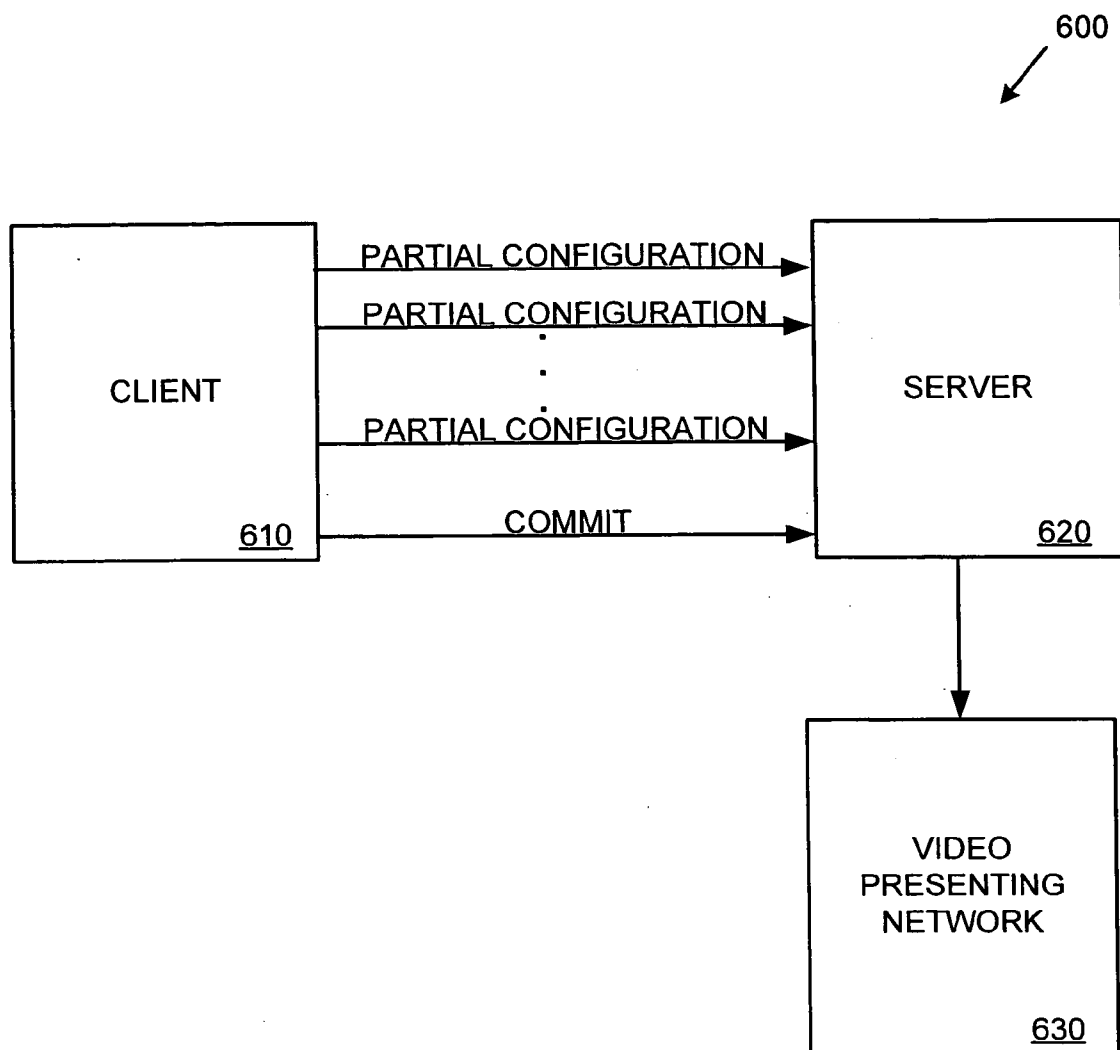 600
PARTIAL CONFIGURATION
PARTIAL CONFIGURATION
CLIENT
SERVER
PARTIAL CONFIGURATION
COMMIT
610
620
VIDEO
PRESENTING
NETWORK
630